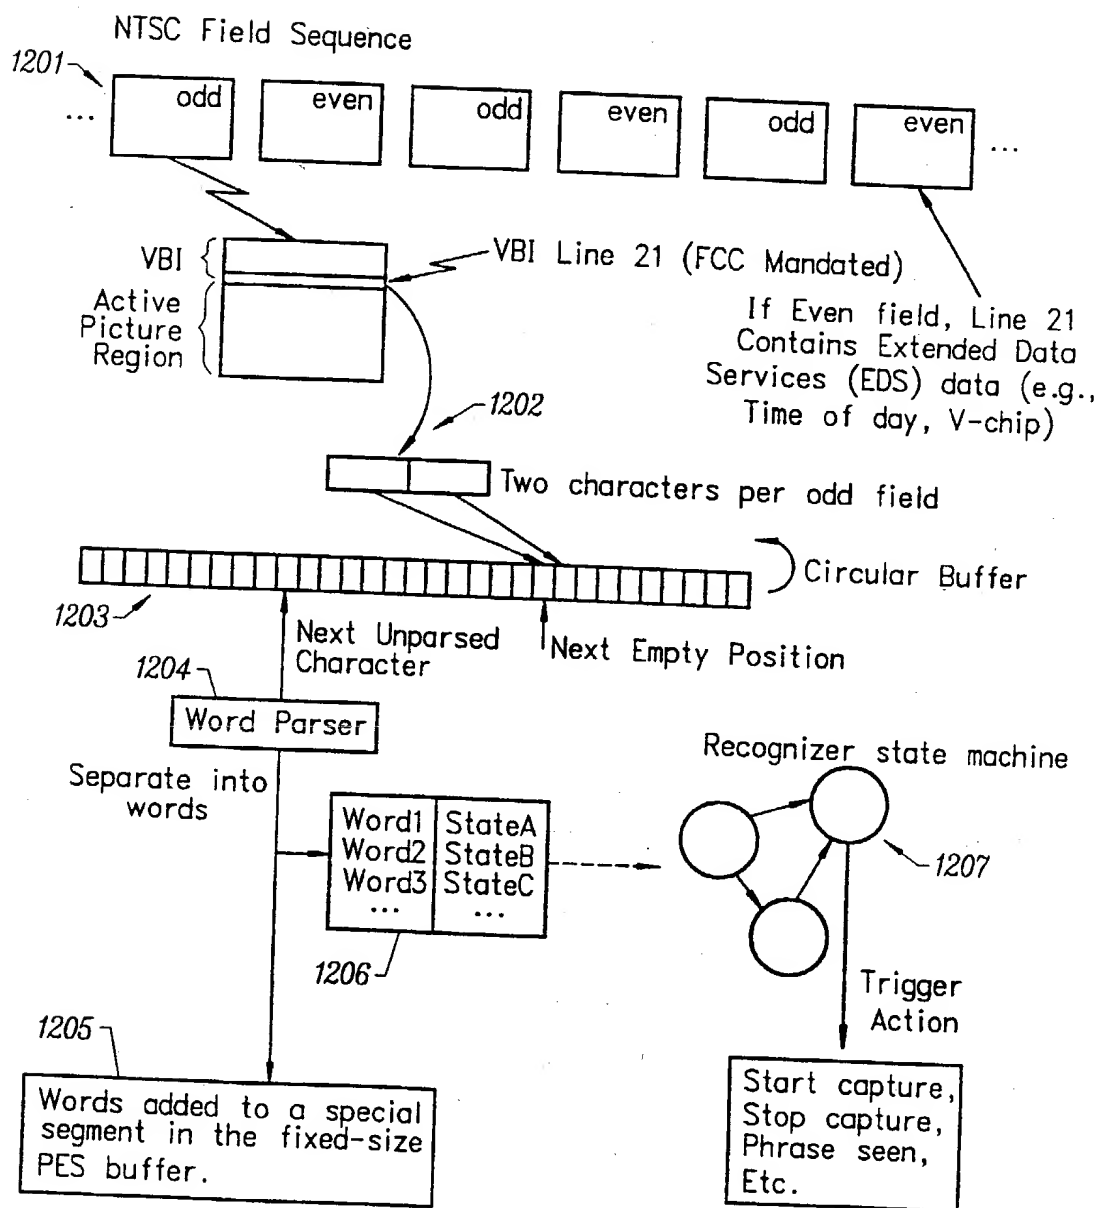 NTSC Field Sequence
1201
... odd even odd even odd even ...
VBI
VBI Line 21 (FCC Mandated)
Active
Picture
Region
If Even field, Line 21
Contains Extended Data
Services (EDS) data (e.g.,
Time of day, V-chip)
1202
Two characters per odd field
Circular Buffer
1203
Next Unparsed
Character
Next Empty Position
1204
Word Parser
Separate into
words
Recognizer state machine
Word1 StateA
Word2 StateB
Word3 StateC
... ...
1206
1207
Trigger
Action
1205
Words added to a special
segment in the fixed-size
PES buffer.
Start capture,
Stop capture,
Phrase seen,
Etc.